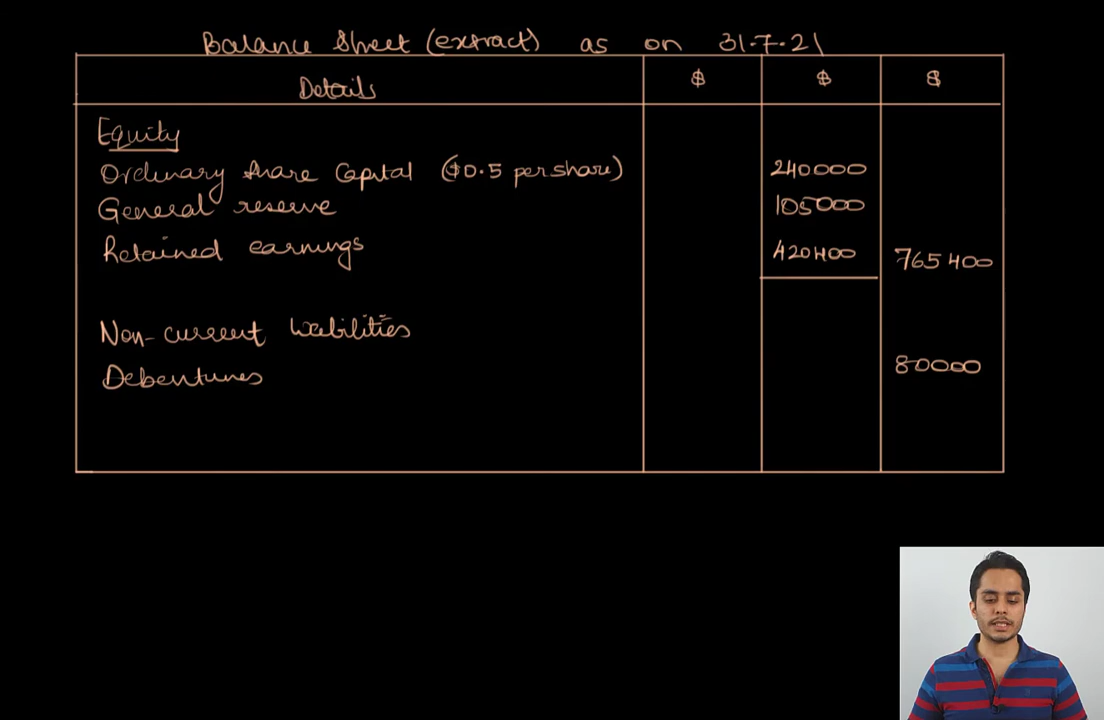 Balance Sheet (extract) as on 31.7.21
Details $ $ $
Equity
Ordinary share Capital ($0.5 per share) 240000
General reserve 105000
Retained earnings 420400 765400
Non-current liabilities
Debentures 80000